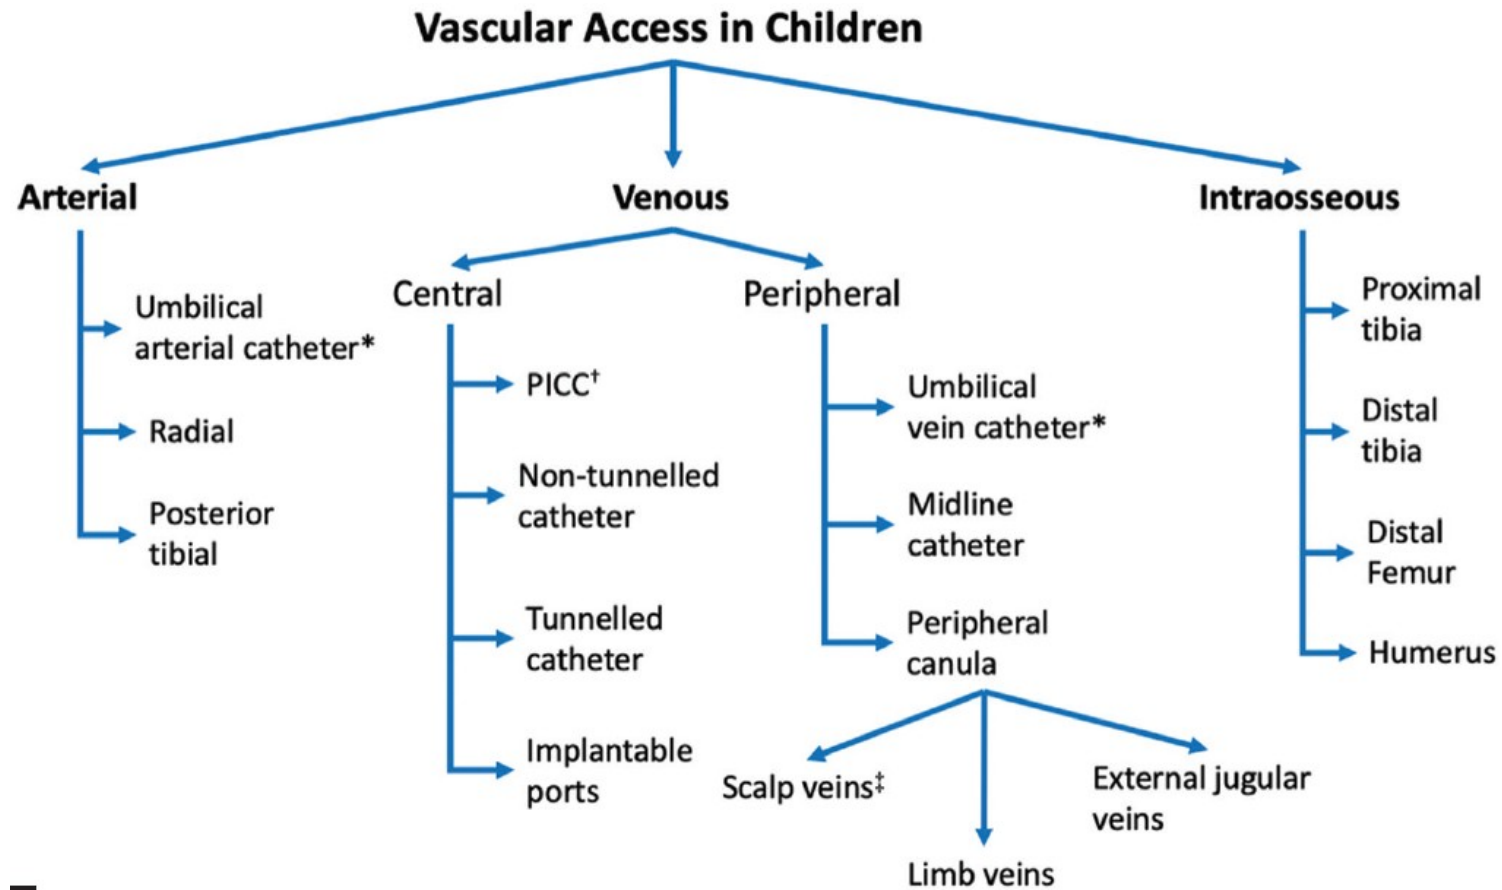 Vascular Access in Children
Arterial
Umbilical
arterial catheter*
Radial
Posterior
tibial
Venous
Central
PICC†
Non-tunnelled
catheter
Tunnelled
catheter
Implantable
ports
Peripheral
Umbilical
vein catheter*
Midline
catheter
Peripheral
canula
Scalp veins‡
Limb veins
External jugular
veins
Intraosseous
Proximal
tibia
Distal
tibia
Distal
Femur
Humerus